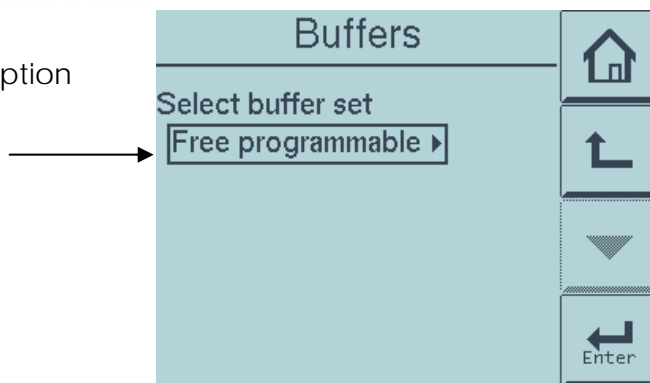 Buffers
ption
Select buffer set
Free programmable
Enter